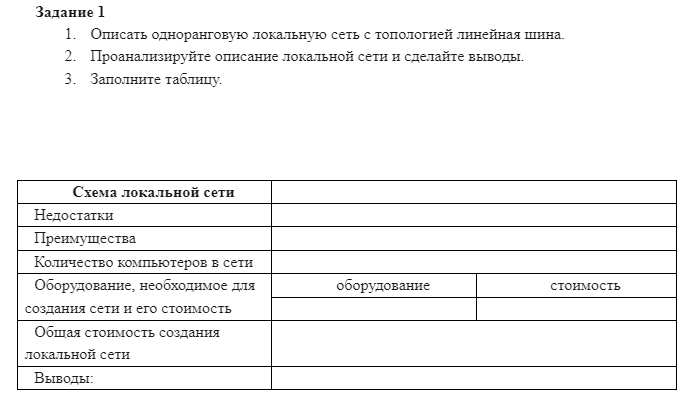 Задание 1
1. Описать одноранговую локальную сеть с топологией линейная шина.
2. Проанализируйте описание локальной сети и сделайте выводы.
3. Заполните таблицу.
Схема локальной сети
Недостатки
Преимущества
Количество компьютеров в сети
Оборудование, необходимое для
создания сети и его стоимость
оборудование
стоимость
Общая стоимость создания
локальной сети
Выводы: